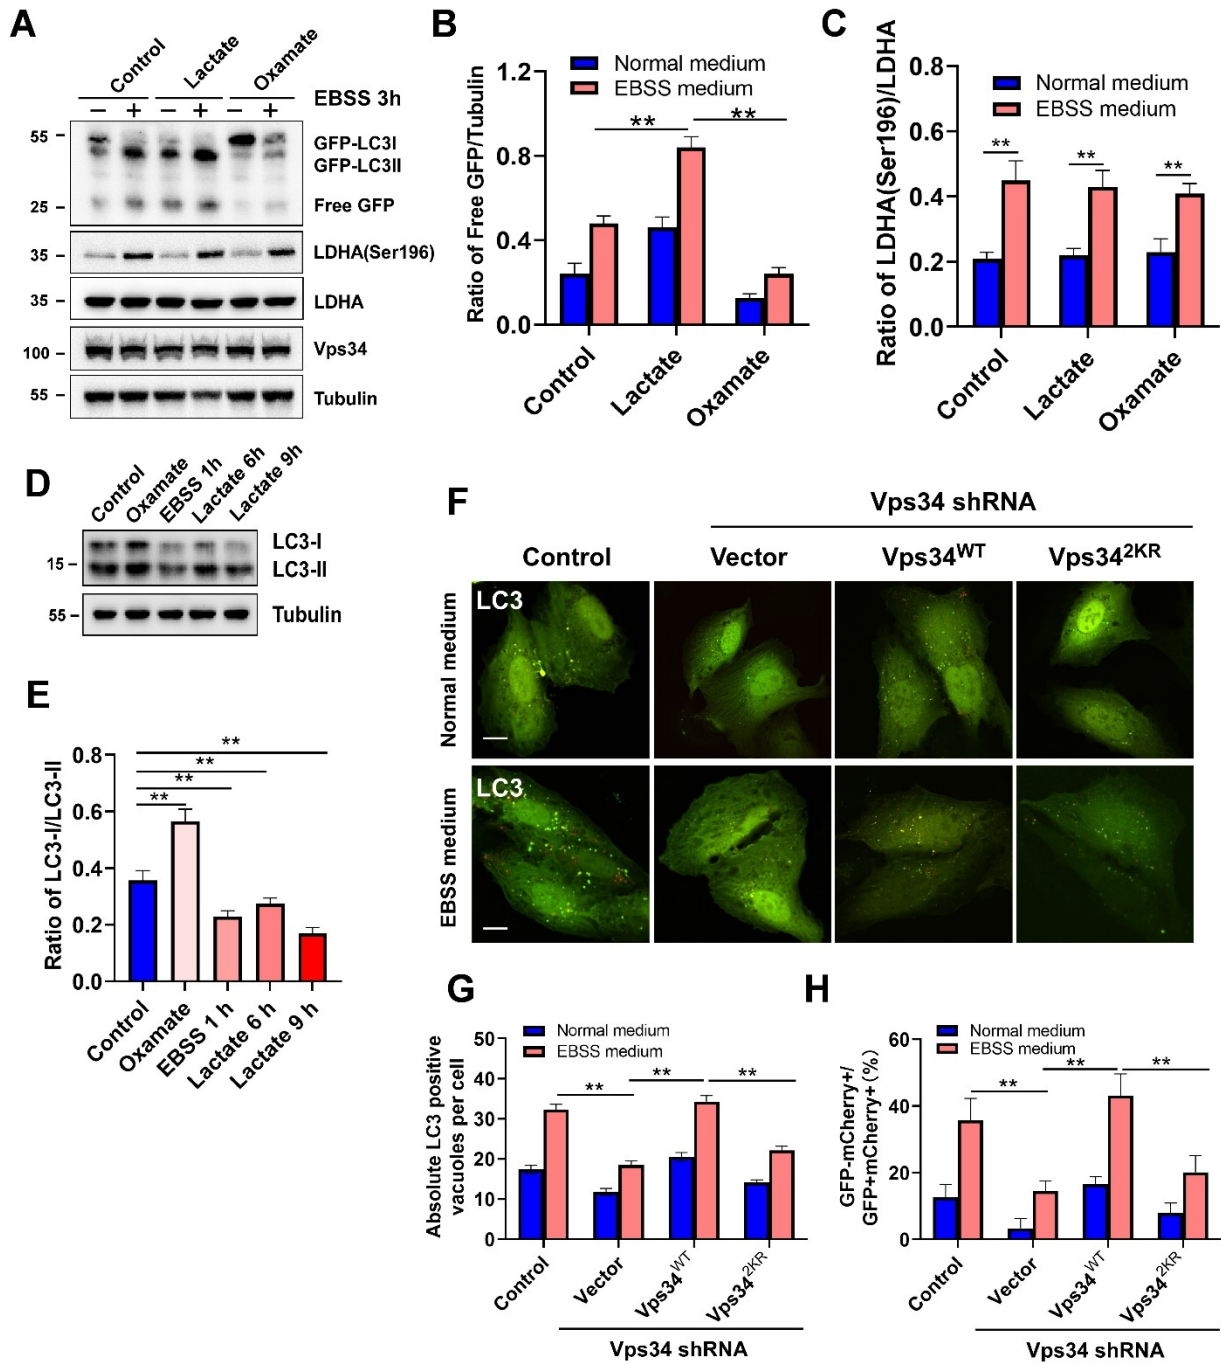 A
Control
Lactate
Oxamate
− + − + − + EBSS 3h
55 –
GFP-LC3I
GFP-LC3II
25 – Free GFP
35 – LDHA(Ser196)
35 – LDHA
100 – Vps34
55 – Tubulin
B
Normal medium
EBSS medium
Ratio of Free GFP/Tubulin
1.2
0.8
0.4
0.0
** **
Control
Lactate
Oxamate
C
Normal medium
EBSS medium
Ratio of LDHA(Ser196)/LDHA
0.8
0.6
0.4
0.2
0.0
** ** **
Control
Lactate
Oxamate
D
Control
Oxamate
EBSS 1h
Lactate 6h
Lactate 9h
LC3-I
15 – LC3-II
55 – Tubulin
E
Ratio of LC3-I/LC3-II
0.8
0.6
0.4
0.2
0.0
**
**
**
**
Control
Oxamate
EBSS 1 h
Lactate 6 h
Lactate 9 h
F
Vps34 shRNA
Control Vector Vps34WT Vps342KR
Normal medium
LC3
EBSS medium
LC3
G
Normal medium
EBSS medium
Absolute LC3 positive
vacuoles per cell
50
40
30
20
10
0
** ** **
Control
Vector
Vps34WT
Vps342KR
Vps34 shRNA
H
Normal medium
EBSS medium
GFP-mCherry+/
GFP+mCherry+(%)
60
40
20
0
** ** **
Control
Vector
Vps34WT
Vps342KR
Vps34 shRNA